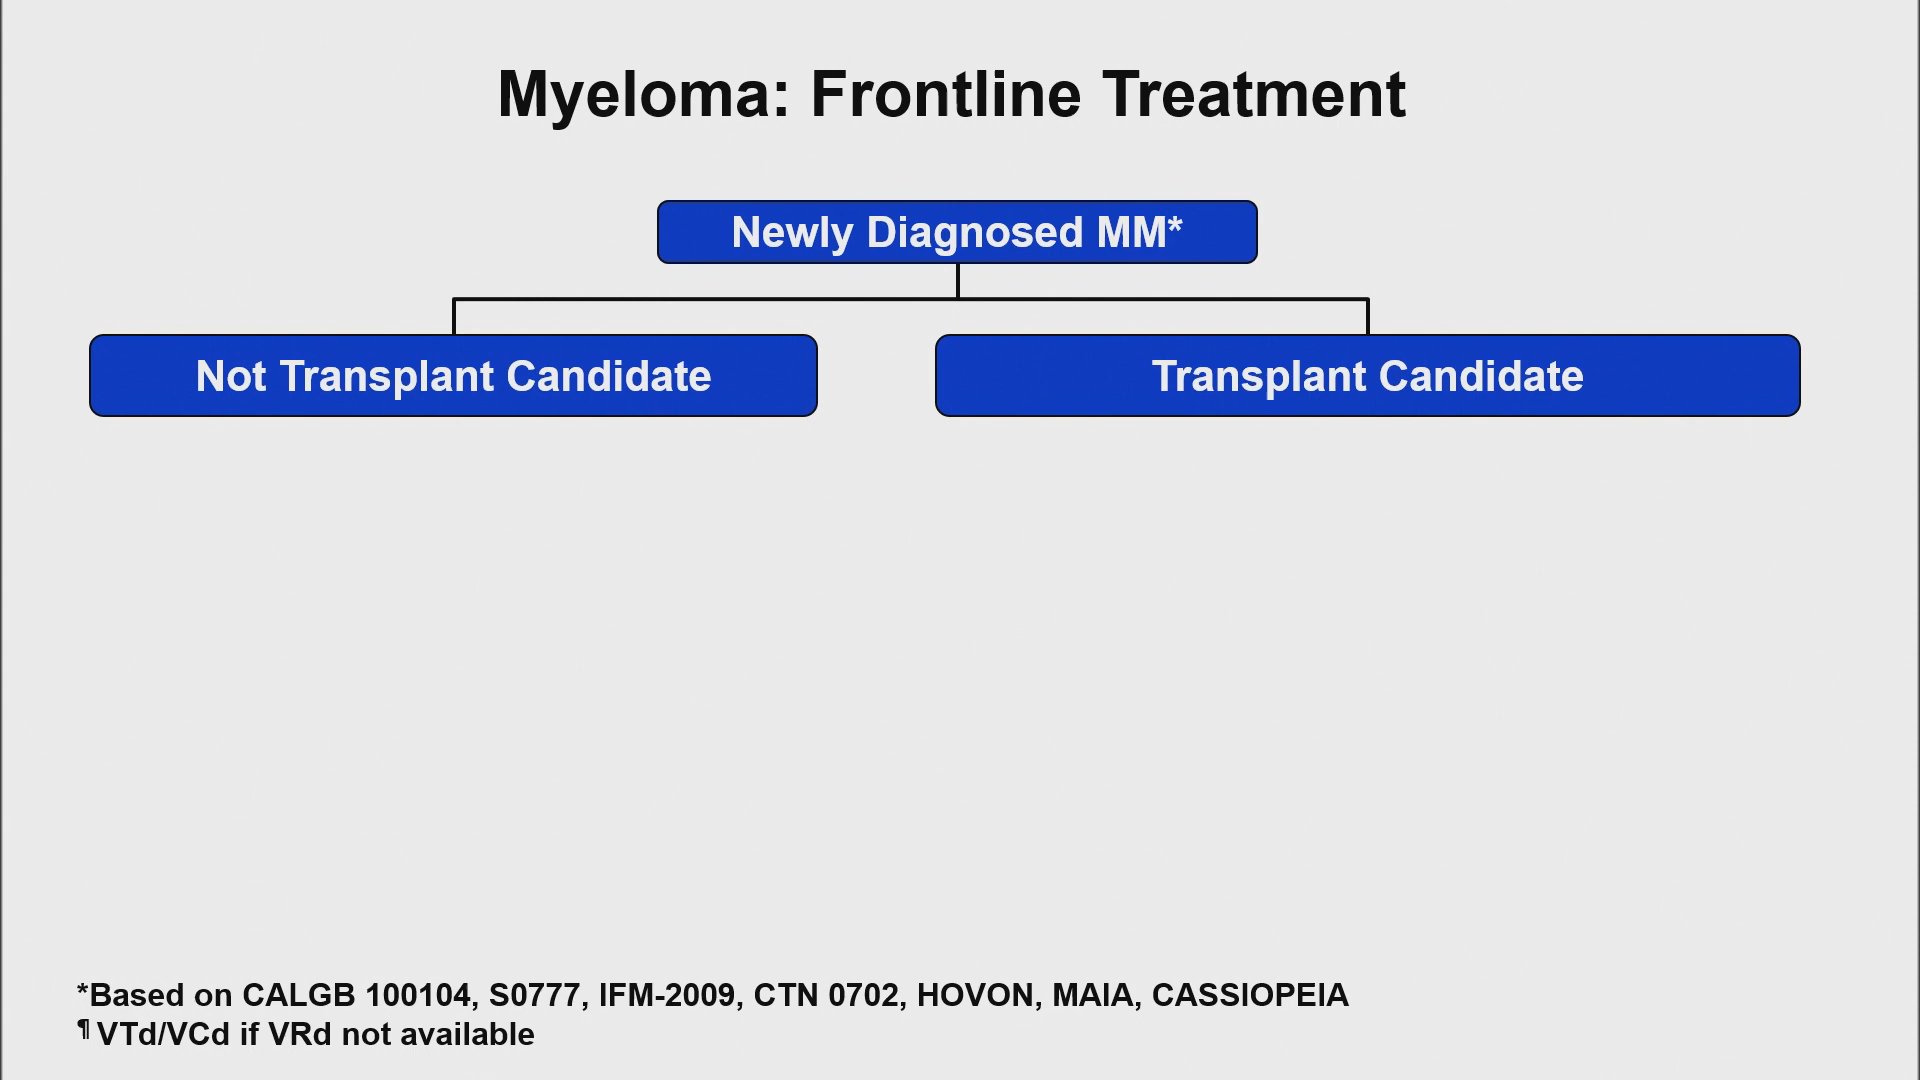 Myeloma: Frontline Treatment
Newly Diagnosed MM*
Not Transplant Candidate
Transplant Candidate
*Based on CALGB 100104, S0777, IFM-2009, CTN 0702, HOVON, MAIA, CASSIOPEIA
¶ VTd/VCd if VRd not available